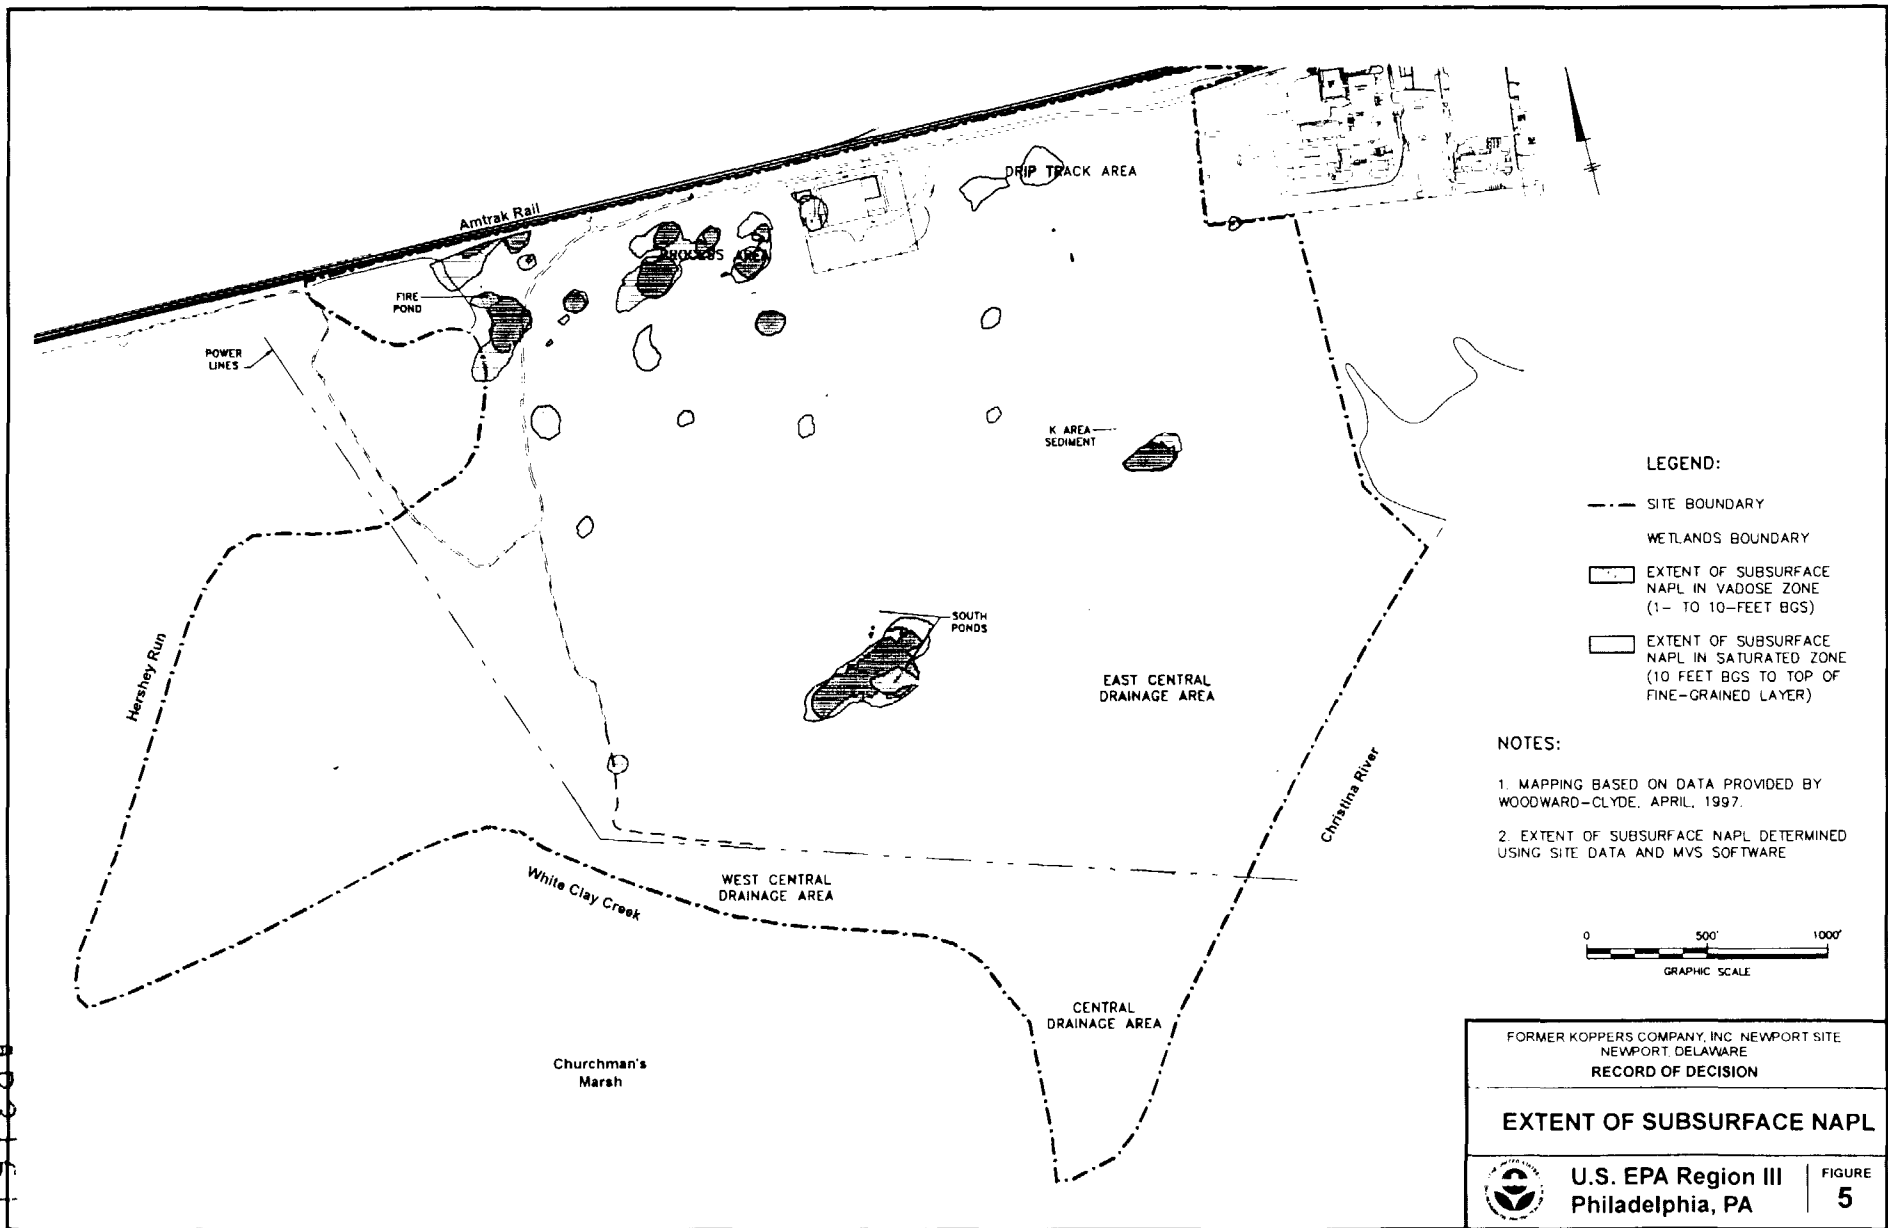 Amtrak Rail
DRIP TRACK AREA
PROCESS AREA
FIRE
POND
POWER
LINES
K AREA
SEDIMENT
SOUTH
PONDS
Hershey Run
EAST CENTRAL
DRAINAGE AREA
Christina River
White Clay Creek
WEST CENTRAL
DRAINAGE AREA
CENTRAL
DRAINAGE AREA
Churchman's
Marsh
LEGEND:
SITE BOUNDARY
WETLANDS BOUNDARY
EXTENT OF SUBSURFACE
NAPL IN VADOSE ZONE
(1- TO 10-FEET BGS)
EXTENT OF SUBSURFACE
NAPL IN SATURATED ZONE
(10 FEET BGS TO TOP OF
FINE-GRAINED LAYER)
NOTES:
1. MAPPING BASED ON DATA PROVIDED BY
WOODWARD-CLYDE, APRIL, 1997.
2. EXTENT OF SUBSURFACE NAPL DETERMINED
USING SITE DATA AND MVS SOFTWARE
0 500' 1000'
GRAPHIC SCALE
FORMER KOPPERS COMPANY, INC NEWPORT SITE
NEWPORT, DELAWARE
RECORD OF DECISION
EXTENT OF SUBSURFACE NAPL
U.S. EPA Region III
Philadelphia, PA
FIGURE
5